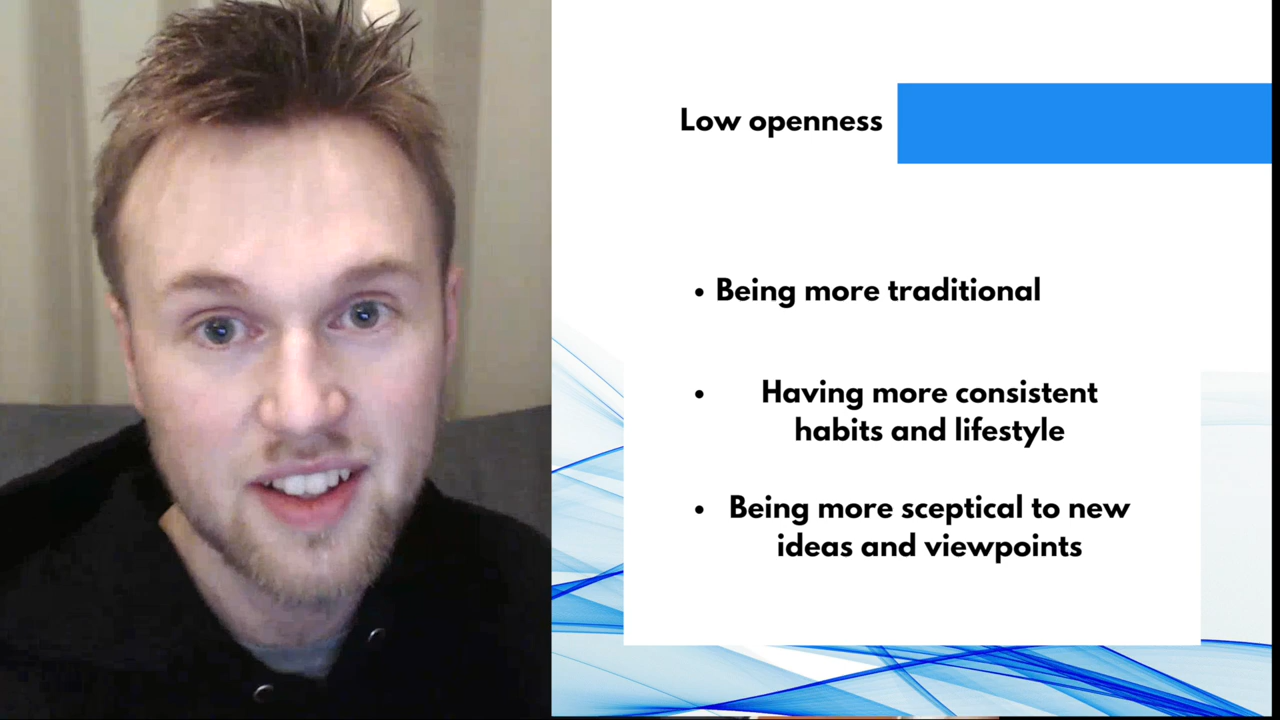 Low openness
• Being more traditional
• Having more consistent
habits and lifestyle
• Being more sceptical to new
ideas and viewpoints